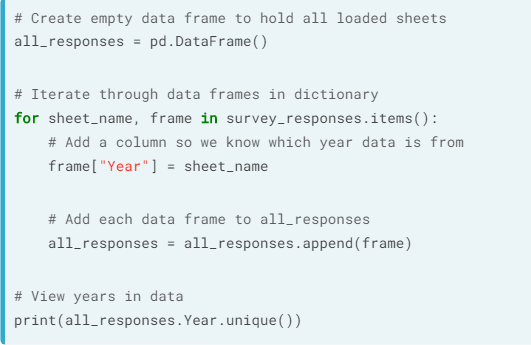 # Create empty data frame to hold all loaded sheets
all_responses = pd.DataFrame()
# Iterate through data frames in dictionary
for sheet_name, frame in survey_responses.items():
    # Add a column so we know which year data is from
    frame["Year"] = sheet_name
    # Add each data frame to all_responses
    all_responses = all_responses.append(frame)
# View years in data
print(all_responses.Year.unique())